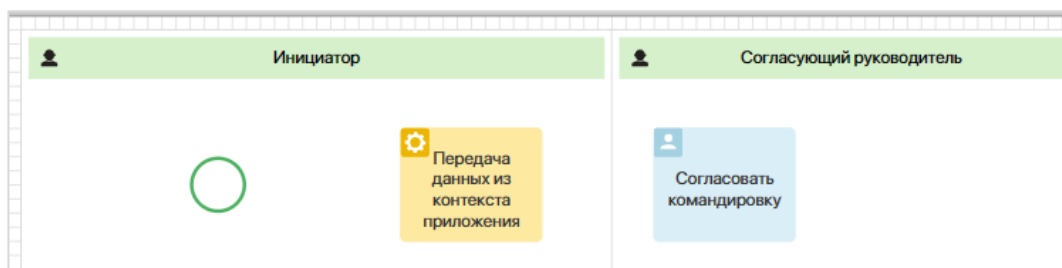 Инициатор
Согласующий руководитель
Передача
данных из
контекста
приложения
Согласовать
командировку